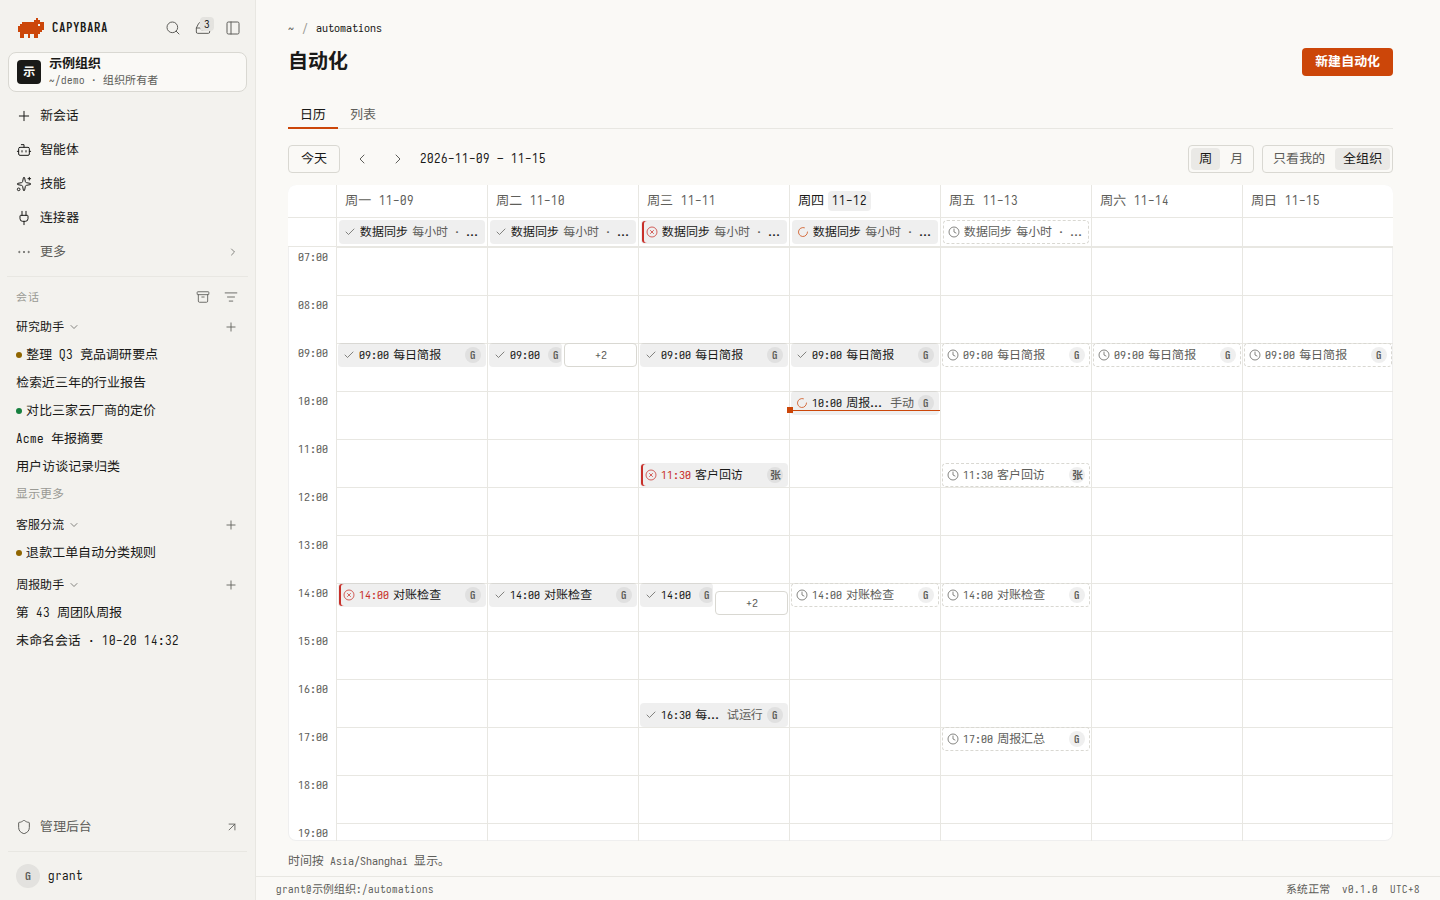 CAPYBARA
3
示 示例组织
~/demo · 组织所有者
新会话
智能体
技能
连接器
更多
会话
研究助手
整理 Q3 竞品调研要点
检索近三年的行业报告
对比三家云厂商的定价
Acme 年报摘要
用户访谈记录归类
显示更多
客服分流
退款工单自动分类规则
周报助手
第 43 周团队周报
未命名会话 · 10-20 14:32
管理后台
G grant
~ / automations
自动化
新建自动化
日历 列表
今天 2026-11-09 – 11-15 周 月 只看我的 全组织
周一 11-09 周二 11-10 周三 11-11 周四 11-12 周五 11-13 周六 11-14 周日 11-15
数据同步 每小时 · … 数据同步 每小时 · … 数据同步 每小时 · … 数据同步 每小时 · … 数据同步 每小时 · …
07:00
08:00
09:00 09:00 每日简报 G 09:00 G +2 09:00 每日简报 G 09:00 每日简报 G 09:00 每日简报 G 09:00 每日简报 G 09:00 每日简报 G
10:00 10:00 周报… 手动 G
11:00
11:30 客户回访 张 11:30 客户回访 张
12:00
13:00
14:00 14:00 对账检查 G 14:00 对账检查 G 14:00 G +2 14:00 对账检查 G 14:00 对账检查 G
15:00
16:00
16:30 每… 试运行 G
17:00 17:00 周报汇总 G
18:00
19:00
时间按 Asia/Shanghai 显示。
grant@示例组织:/automations 系统正常 v0.1.0 UTC+8